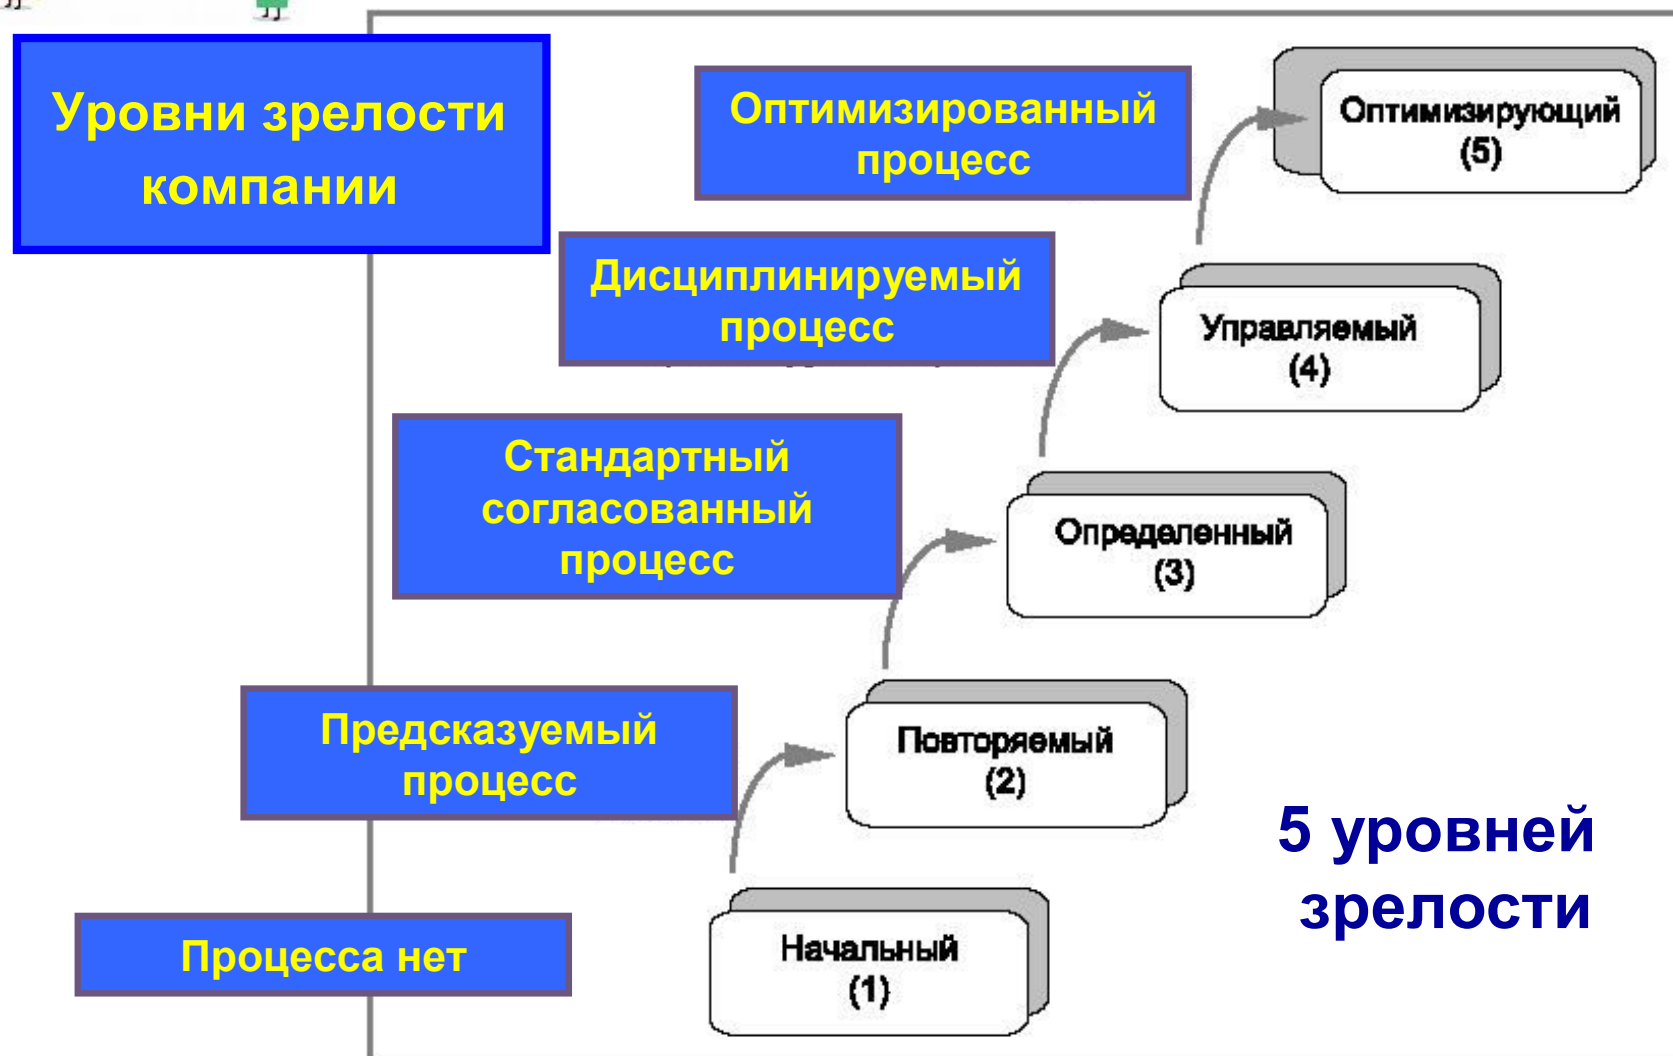 Уровни зрелости
компании
Оптимизированный
процесс
Оптимизирующий
(5)
Дисциплинируемый
процесс
Управляемый
(4)
Стандартный
согласованный
процесс
Определенный
(3)
Предсказуемый
процесс
Повторяемый
(2)
5 уровней
зрелости
Процесса нет
Начальный
(1)